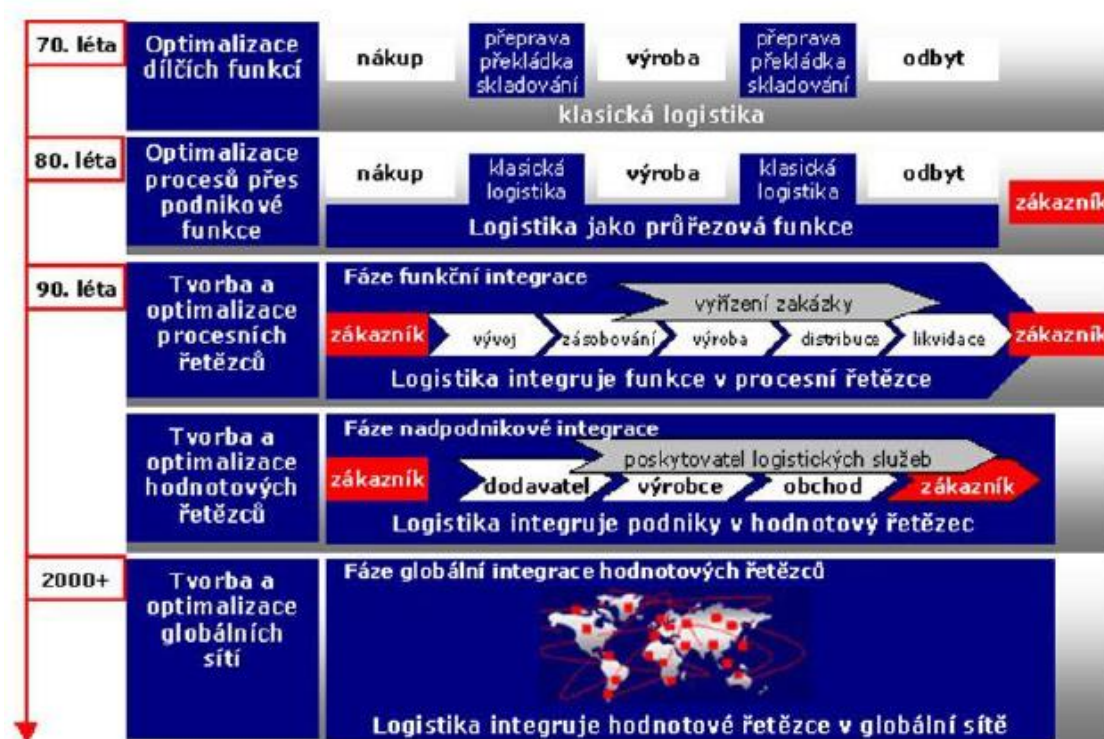 70. léta
Optimalizace
dílčích funkcí
nákup
přeprava
překládka
skladování
výroba
přeprava
překládka
skladování
odbyt
klasická logistika
80. léta
Optimalizace
procesů přes
podnikové
funkce
nákup
klasická
logistika
výroba
klasická
logistika
odbyt
zákazník
Logistika jako průřezová funkce
90. léta
Tvorba a
optimalizace
procesních
řetězců
Fáze funkční integrace
vyřízení zakázky
zákazník
vývoj
zásobování
výroba
distribuce
likvidace
zákazník
Logistika integruje funkce v procesní řetězce
Tvorba a
optimalizace
hodnotových
řetězců
Fáze nadpodnikové integrace
poskytovatel logistických služeb
zákazník
dodavatel
výrobce
obchod
zákazník
Logistika integruje podniky v hodnotový řetězec
2000+
Tvorba a
optimalizace
globálních
sítí
Fáze globální integrace hodnotových řetězců
Logistika integruje hodnotové řetězce v globální sítě